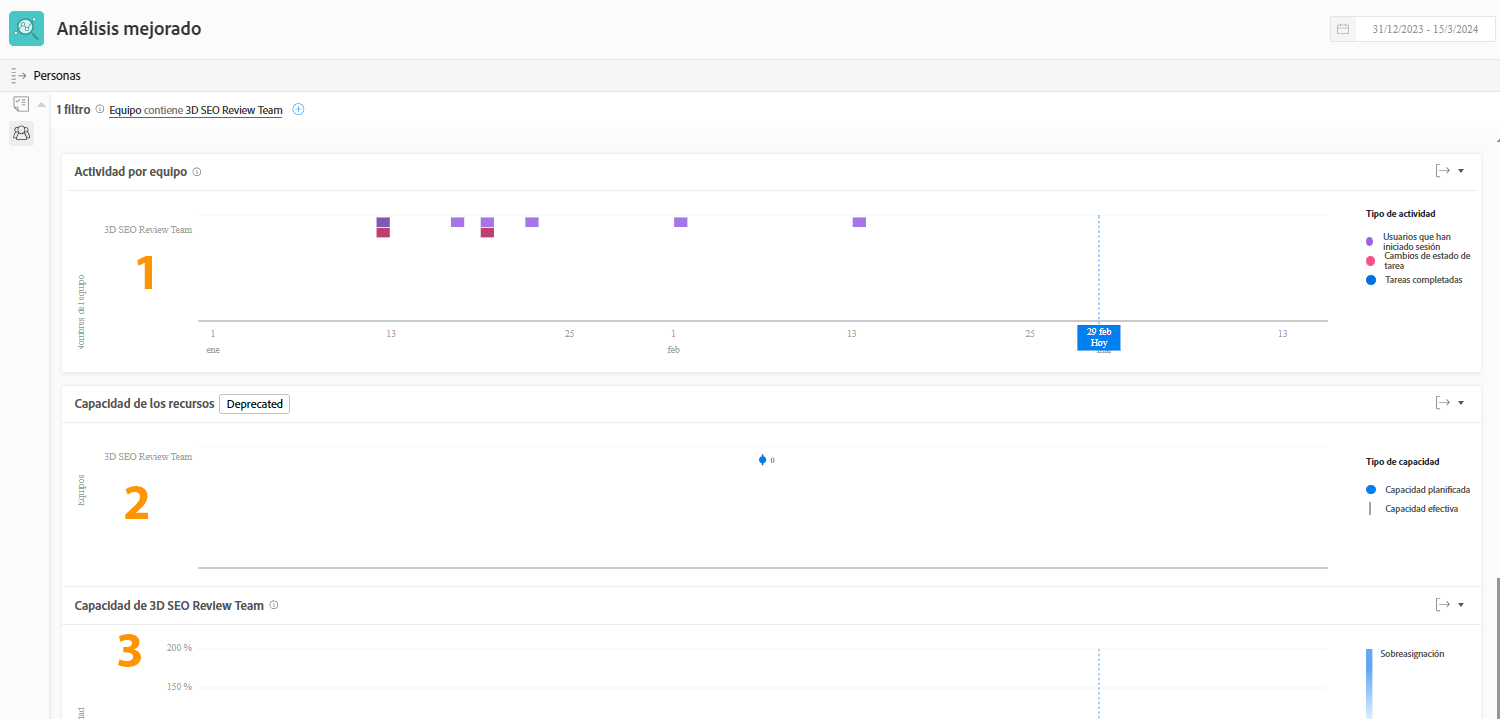 Análisis mejorado
31/12/2023 - 15/3/2024
Personas
1 filtro Equipo contiene 3D SEO Review Team
Actividad por equipo
3D SEO Review Team
1
Nombres de l equipo
Tipo de actividad
Usuarios que han
iniciado sesión
Cambios de estado de
tarea
Tareas completadas
1 13 25 1 13 25 13
ene feb
29 feb
Hoy
Capacidad de los recursos Deprecated
3D SEO Review Team
0
Equipos
2
Tipo de capacidad
Capacidad planificada
Capacidad efectiva
Capacidad de 3D SEO Review Team
3
200 %
150 %
Sobreasignación